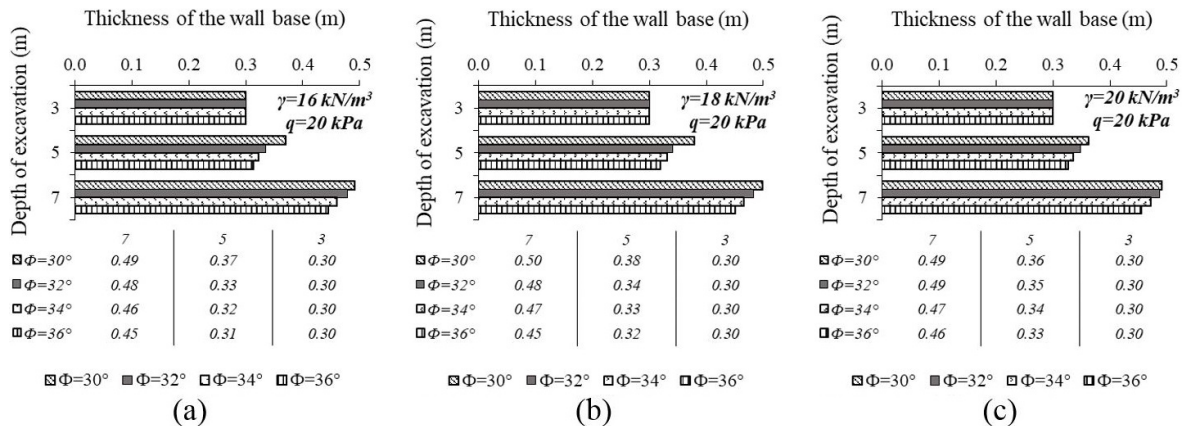 Thickness of the wall base (m)
0.0 0.1 0.2 0.3 0.4 0.5
Depth of excavation (m)
3
5
7
γ=16 kN/m³
q=20 kPa
7 5 3
Φ=30° 0.49 0.37 0.30
Φ=32° 0.48 0.33 0.30
Φ=34° 0.46 0.32 0.30
Φ=36° 0.45 0.31 0.30
Φ=30° Φ=32° Φ=34° Φ=36°
(a)
Thickness of the wall base (m)
0.0 0.1 0.2 0.3 0.4 0.5
Depth of excavation (m)
3
5
7
γ=18 kN/m³
q=20 kPa
7 5 3
Φ=30° 0.50 0.38 0.30
Φ=32° 0.48 0.34 0.30
Φ=34° 0.47 0.33 0.30
Φ=36° 0.45 0.32 0.30
Φ=30° Φ=32° Φ=34° Φ=36°
(b)
Thickness of the wall base (m)
0.0 0.1 0.2 0.3 0.4 0.5
Depth of excavation (m)
3
5
7
γ=20 kN/m³
q=20 kPa
7 5 3
Φ=30° 0.49 0.36 0.30
Φ=32° 0.49 0.35 0.30
Φ=34° 0.47 0.34 0.30
Φ=36° 0.46 0.33 0.30
Φ=30° Φ=32° Φ=34° Φ=36°
(c)